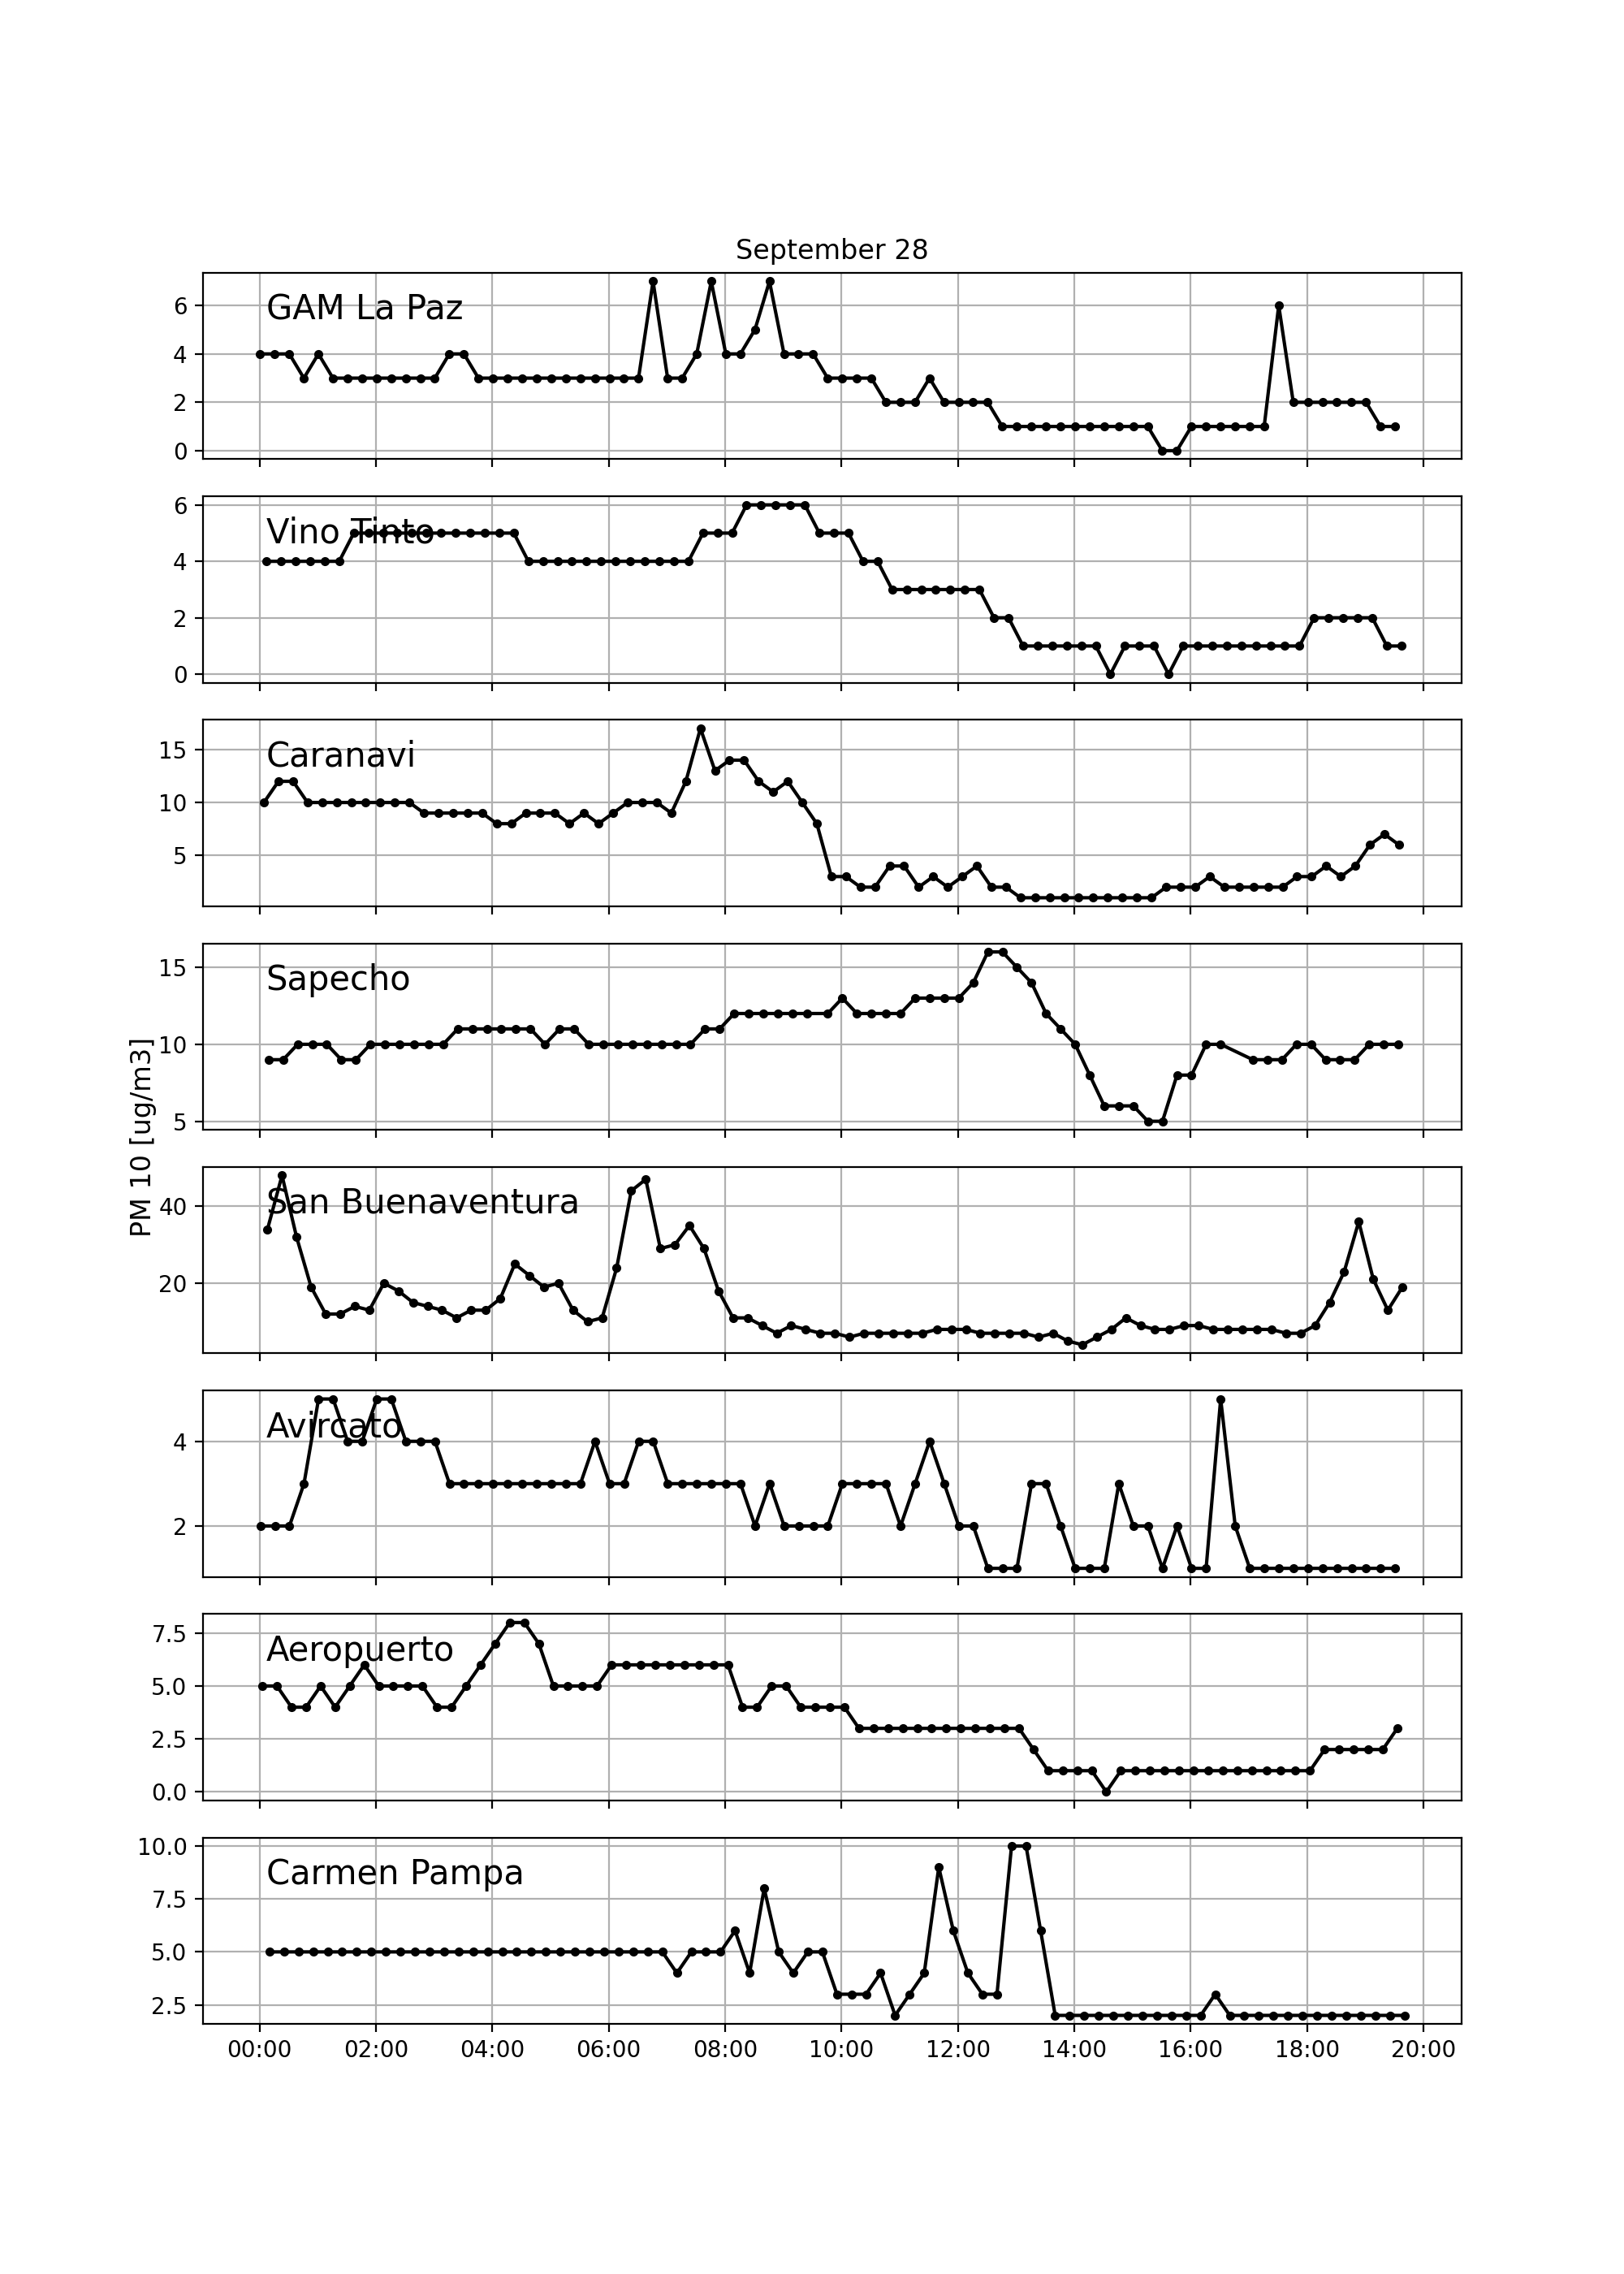 September 28
GAM La Paz
6
4
2
0
Vino Tinto
6
4
2
0
Caranavi
15
10
5
Sapecho
15
10
5
PM 10 [ug/m3]
San Buenaventura
40
20
Avircato
4
2
Aeropuerto
7.5
5.0
2.5
0.0
Carmen Pampa
10.0
7.5
5.0
2.5
00:00 02:00 04:00 06:00 08:00 10:00 12:00 14:00 16:00 18:00 20:00